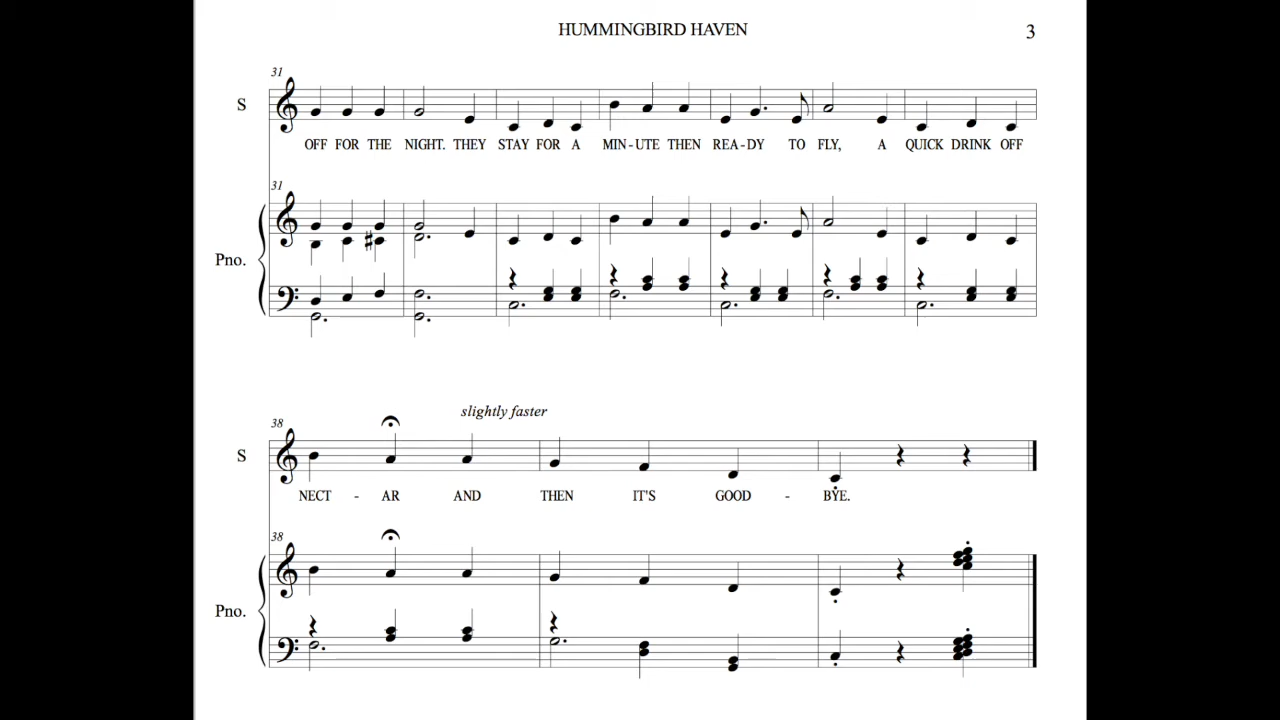 HUMMINGBIRD HAVEN
3
31
S
OFF FOR THE NIGHT. THEY STAY FOR A MIN-UTE THEN REA-DY TO FLY, A QUICK DRINK OFF
31
Pno.
slightly faster
38
S
NECT - AR AND THEN IT'S GOOD - BYE.
38
Pno.